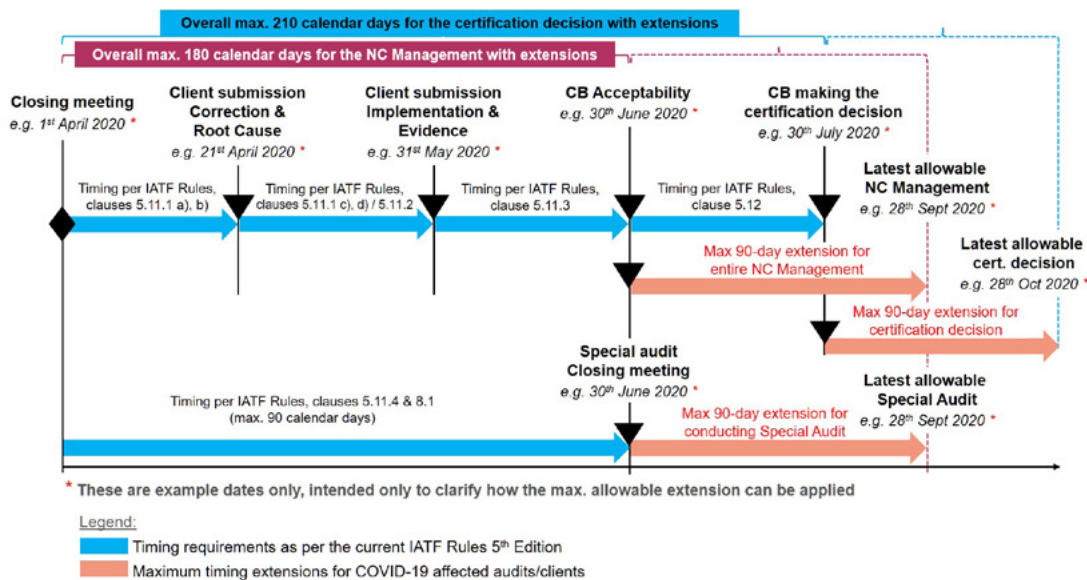 Overall max. 210 calendar days for the certification decision with extensions
Overall max. 180 calendar days for the NC Management with extensions
Closing meeting
e.g. 1st April 2020 *
Client submission
Correction &
Root Cause
e.g. 21st April 2020 *
Client submission
Implementation &
Evidence
e.g. 31st May 2020 *
CB Acceptability
e.g. 30th June 2020 *
CB making the
certification decision
e.g. 30th July 2020 *
Latest allowable
NC Management
e.g. 28th Sept 2020 *
Timing per IATF Rules,
clauses 5.11.1 a), b)
Timing per IATF Rules,
clauses 5.11.1 c), d) / 5.11.2
Timing per IATF Rules,
clause 5.11.3
Timing per IATF Rules,
clause 5.12
Latest allowable
cert. decision
e.g. 28th Oct 2020 *
Max 90-day extension for
entire NC Management
Max 90-day extension for
certification decision
Special audit
Closing meeting
e.g. 30th June 2020 *
Latest allowable
Special Audit
e.g. 28th Sept 2020 *
Timing per IATF Rules, clauses 5.11.4 & 8.1
(max. 90 calendar days)
Max 90-day extension for
conducting Special Audit
* These are example dates only, intended only to clarify how the max. allowable extension can be applied
Legend:
Timing requirements as per the current IATF Rules 5th Edition
Maximum timing extensions for COVID-19 affected audits/clients